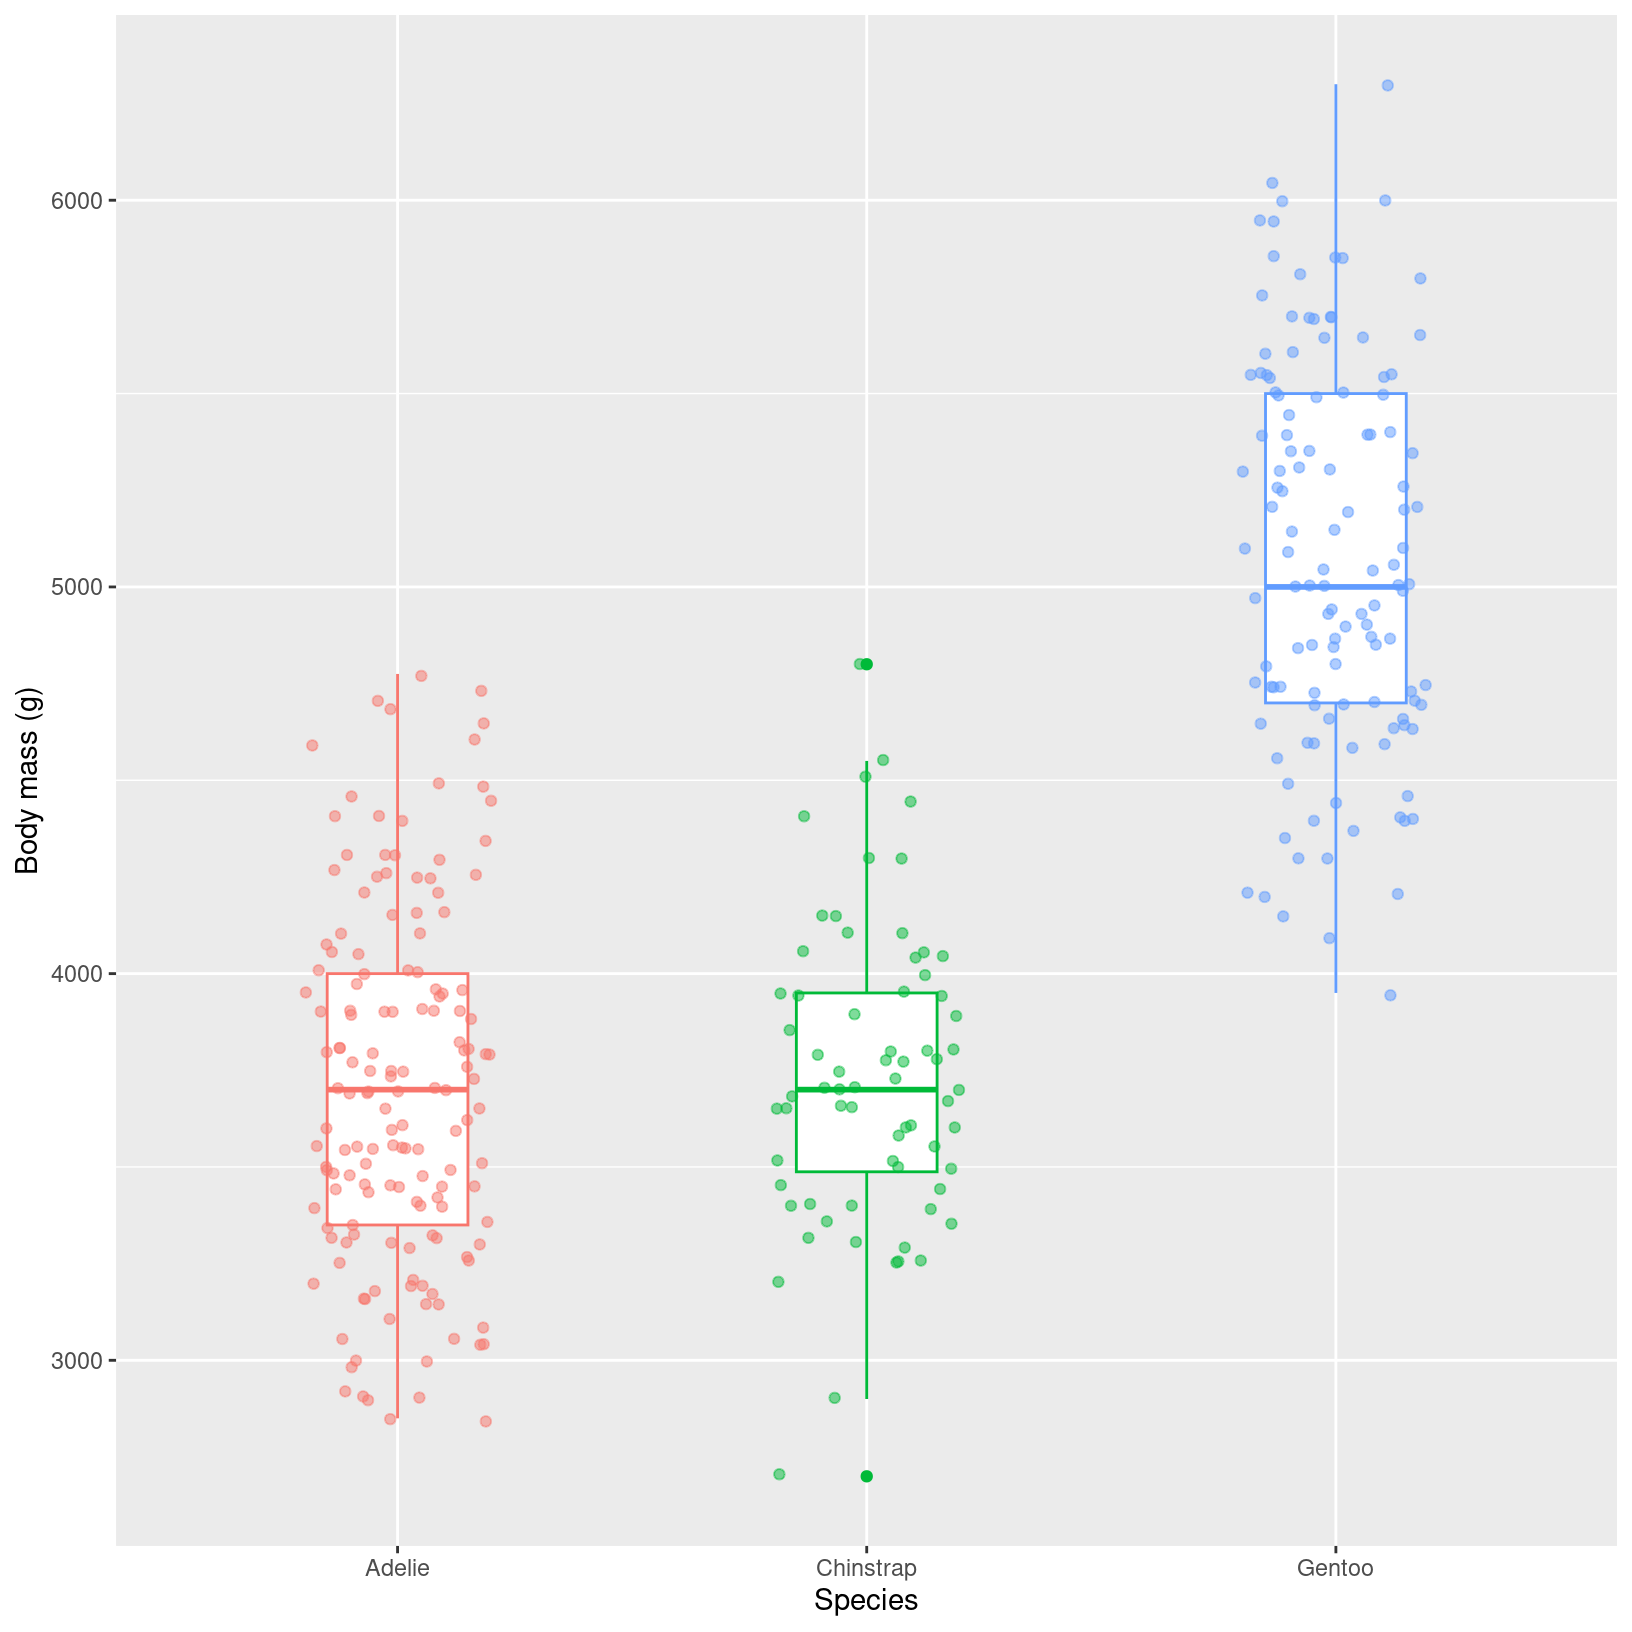 6000
5000
4000
3000
Body mass (g)
Adelie
Chinstrap
Gentoo
Species